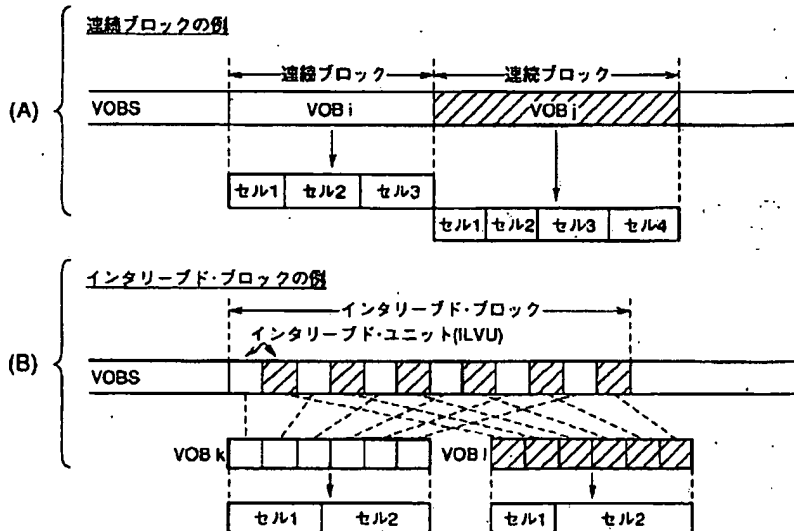 連続ブロックの例
連続ブロック 連続ブロック
(A)
VOBS VOB i VOB j
セル1 セル2 セル3
セル1 セル2 セル3 セル4
インタリーブド・ブロックの例
インタリーブド・ブロック
インタリーブド・ユニット(ILVU)
(B)
VOBS
VOB k VOB l
セル1 セル2 セル1 セル2